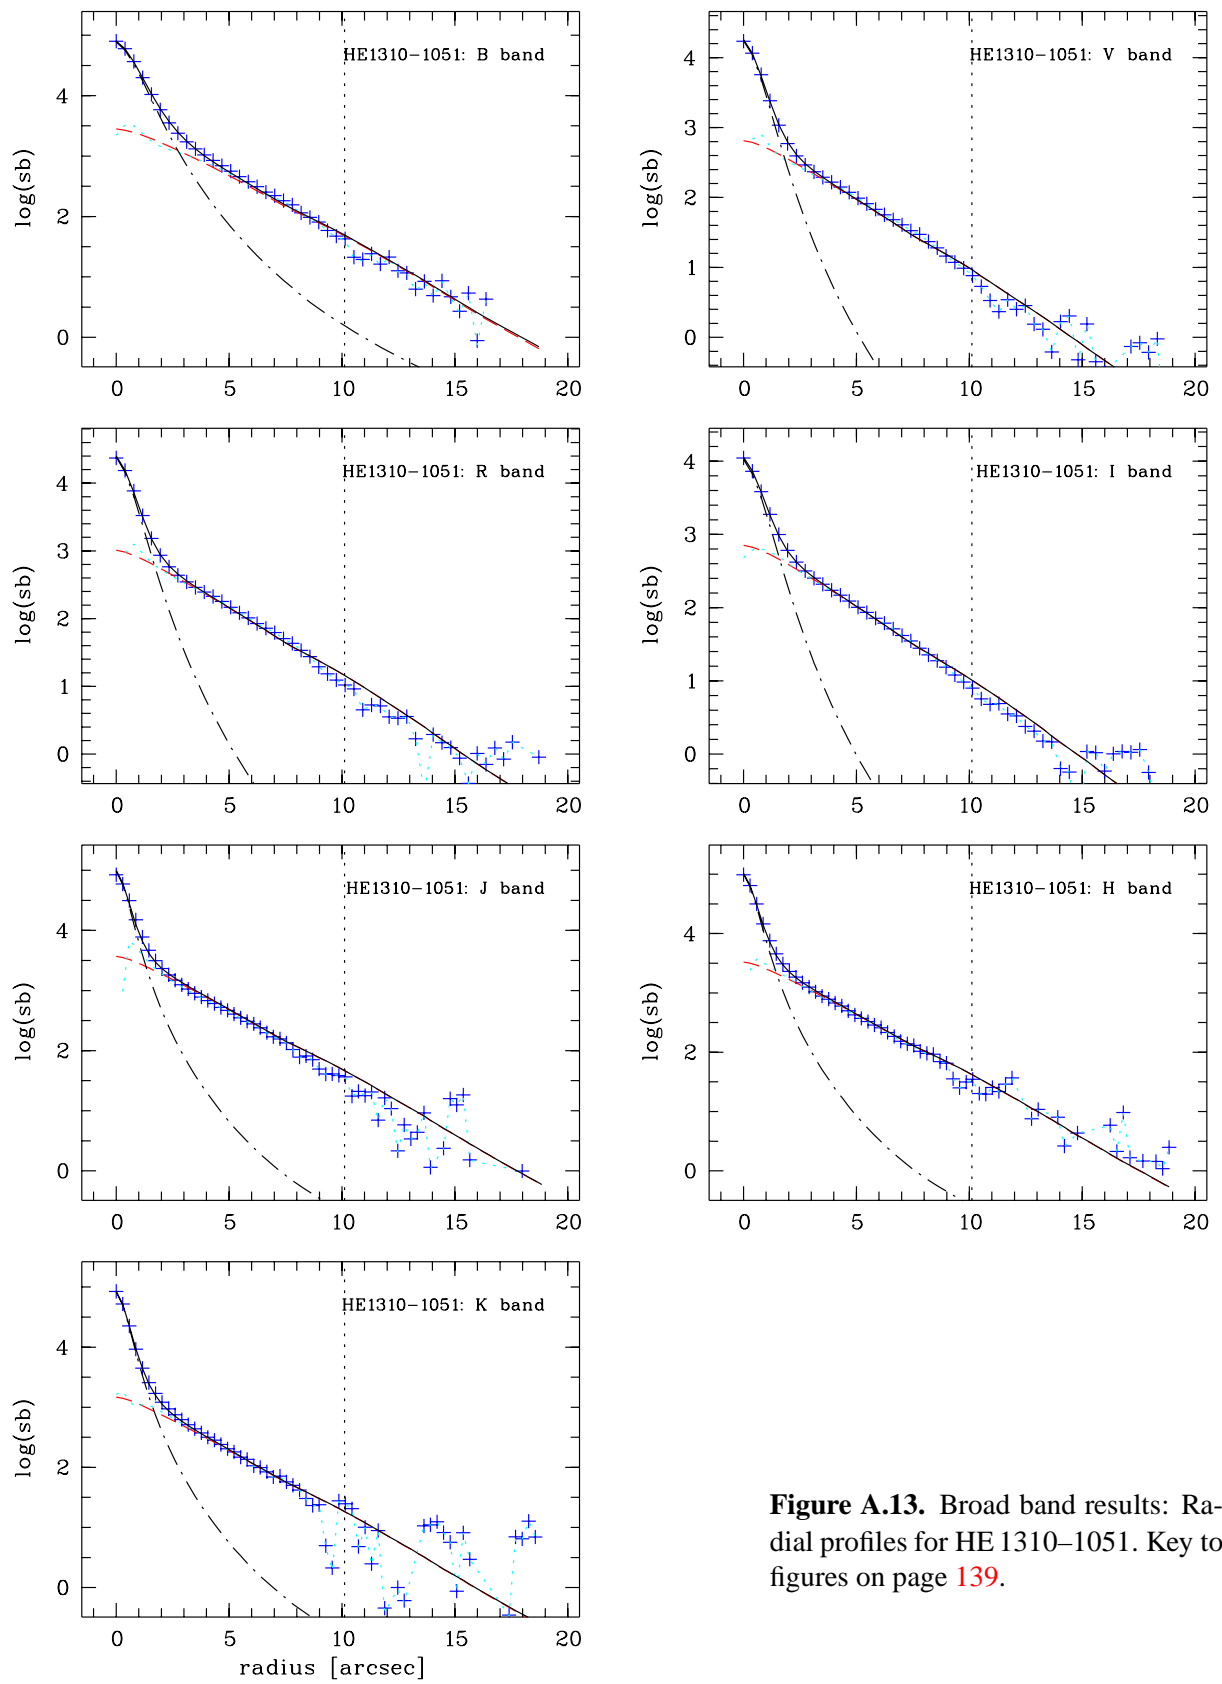 HE1310-1051: B band
log(sb)
4
2
0
0 5 10 15 20
HE1310-1051: V band
log(sb)
4
3
2
1
0
0 5 10 15 20
HE1310-1051: R band
log(sb)
4
3
2
1
0
0 5 10 15 20
HE1310-1051: I band
log(sb)
4
3
2
1
0
0 5 10 15 20
HE1310-1051: J band
log(sb)
4
2
0
0 5 10 15 20
HE1310-1051: H band
log(sb)
4
2
0
0 5 10 15 20
HE1310-1051: K band
log(sb)
4
2
0
0 5 10 15 20
radius [arcsec]
Figure A.13. Broad band results: Ra-
dial profiles for HE 1310–1051. Key to
figures on page 139.